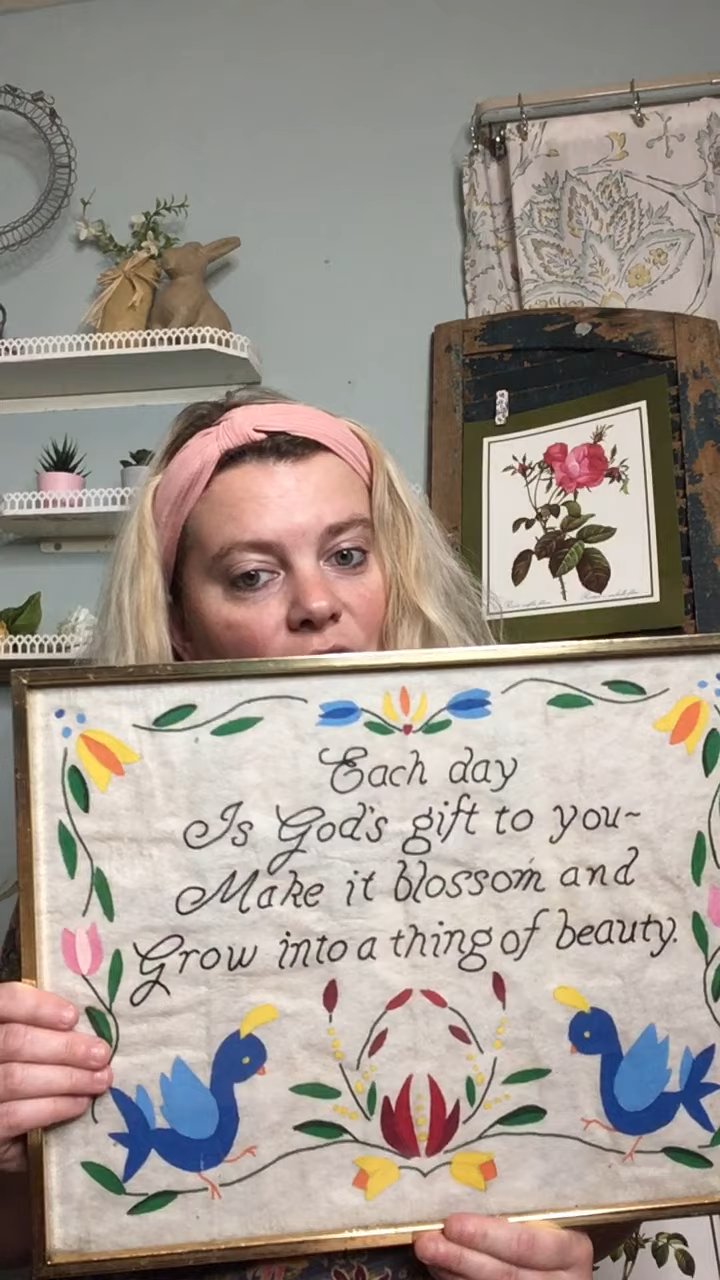 Each day
Is God's gift to you~
Make it blossom and
Grow into a thing of beauty.